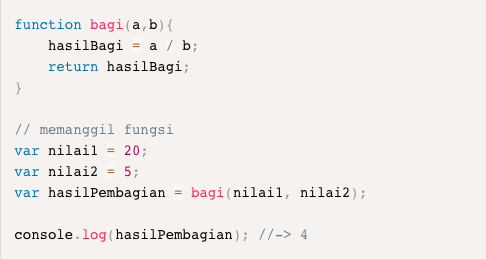 function bagi(a,b){
    hasilBagi = a / b;
    return hasilBagi;
}

// memanggil fungsi
var nilai1 = 20;
var nilai2 = 5;
var hasilPembagian = bagi(nilai1, nilai2);

console.log(hasilPembagian); //-> 4